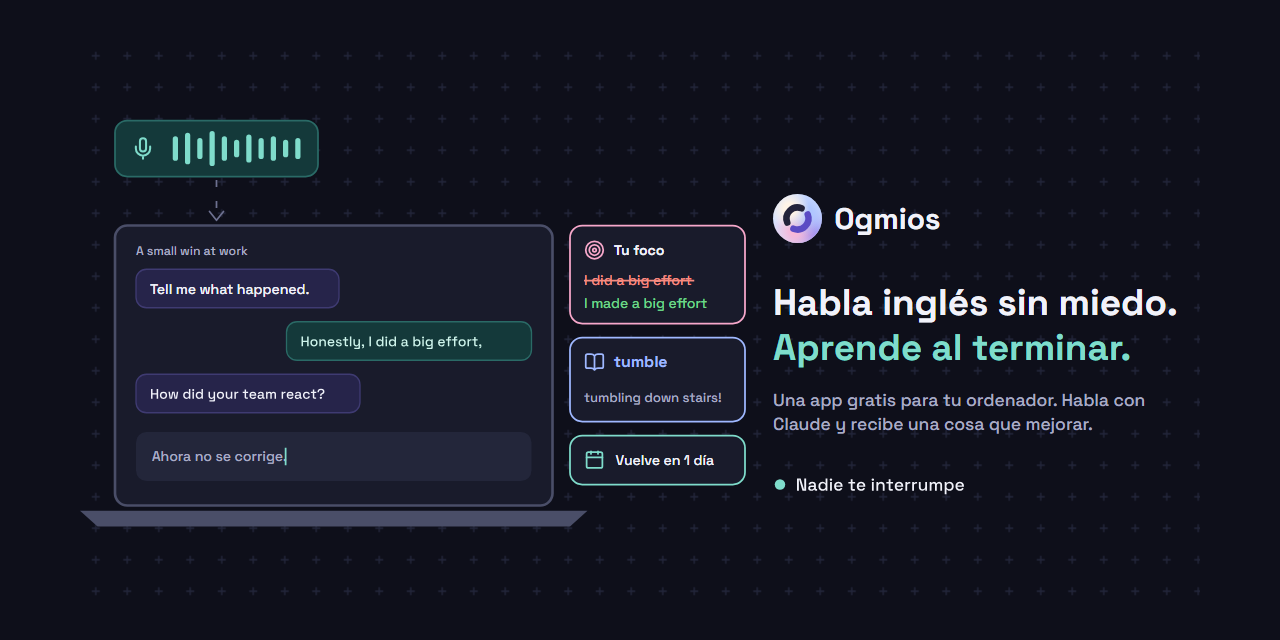 A small win at work
Tell me what happened.
Honestly, I did a big effort,
How did your team react?
Ahora no se corrige.
Tu foco
I did a big effort
I made a big effort
tumble
tumbling down stairs!
Vuelve en 1 día
Ogmios
Habla inglés sin miedo.
Aprende al terminar.
Una app gratis para tu ordenador. Habla con
Claude y recibe una cosa que mejorar.
Nadie te interrumpe